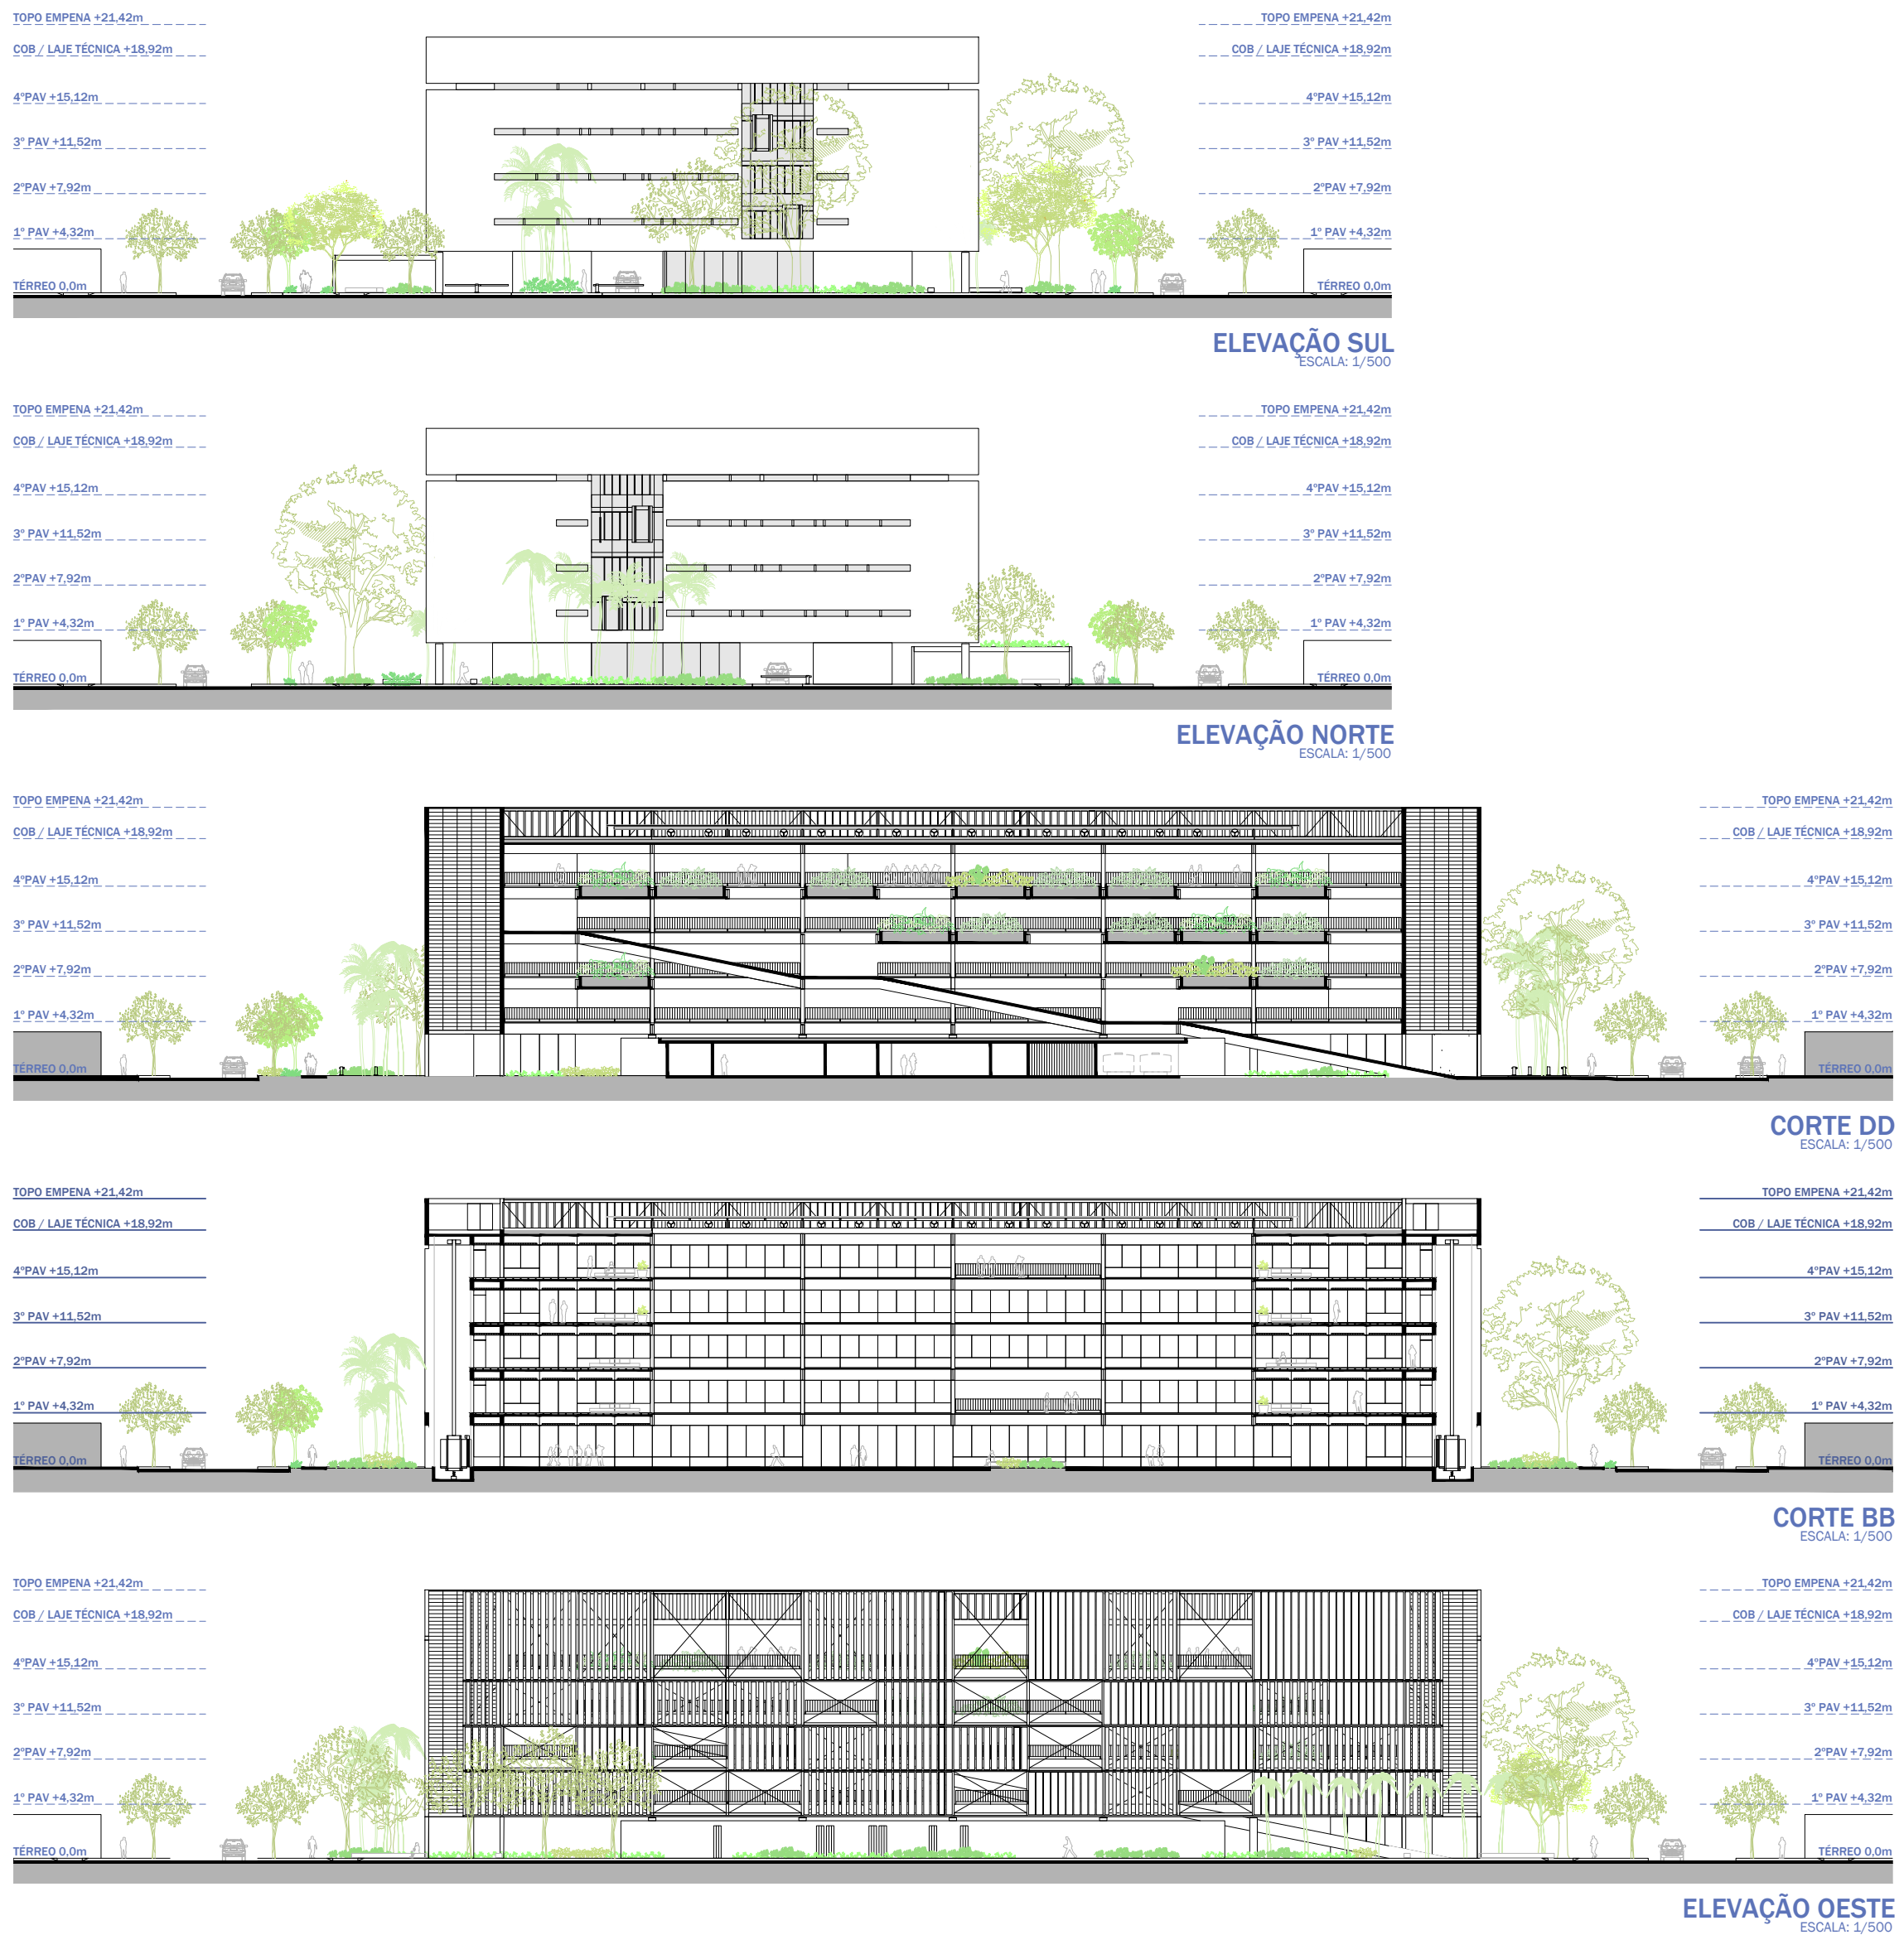 TOPO EMPENA +21,42m TOPO EMPENA +21,42m
COB / LAJE TÉCNICA +18,92m COB / LAJE TÉCNICA +18,92m
4ºPAV +15,12m 4ºPAV +15,12m
3º PAV +11,52m 3º PAV +11,52m
2ºPAV +7,92m 2ºPAV +7,92m
1º PAV +4,32m 1º PAV +4,32m
TÉRREO 0,0m TÉRREO 0,0m
ELEVAÇÃO SUL
ESCALA: 1/500
TOPO EMPENA +21,42m TOPO EMPENA +21,42m
COB / LAJE TÉCNICA +18,92m COB / LAJE TÉCNICA +18,92m
4ºPAV +15,12m 4ºPAV +15,12m
3º PAV +11,52m 3º PAV +11,52m
2ºPAV +7,92m 2ºPAV +7,92m
1º PAV +4,32m 1º PAV +4,32m
TÉRREO 0,0m TÉRREO 0,0m
ELEVAÇÃO NORTE
ESCALA: 1/500
TOPO EMPENA +21,42m TOPO EMPENA +21,42m
COB / LAJE TÉCNICA +18,92m COB / LAJE TÉCNICA +18,92m
4ºPAV +15,12m 4ºPAV +15,12m
3º PAV +11,52m 3º PAV +11,52m
2ºPAV +7,92m 2ºPAV +7,92m
1º PAV +4,32m 1º PAV +4,32m
TÉRREO 0,0m TÉRREO 0,0m
CORTE DD
ESCALA: 1/500
TOPO EMPENA +21,42m TOPO EMPENA +21,42m
COB / LAJE TÉCNICA +18,92m COB / LAJE TÉCNICA +18,92m
4ºPAV +15,12m 4ºPAV +15,12m
3º PAV +11,52m 3º PAV +11,52m
2ºPAV +7,92m 2ºPAV +7,92m
1º PAV +4,32m 1º PAV +4,32m
TÉRREO 0,0m TÉRREO 0,0m
CORTE BB
ESCALA: 1/500
TOPO EMPENA +21,42m TOPO EMPENA +21,42m
COB / LAJE TÉCNICA +18,92m COB / LAJE TÉCNICA +18,92m
4ºPAV +15,12m 4ºPAV +15,12m
3º PAV +11,52m 3º PAV +11,52m
2ºPAV +7,92m 2ºPAV +7,92m
1º PAV +4,32m 1º PAV +4,32m
TÉRREO 0,0m TÉRREO 0,0m
ELEVAÇÃO OESTE
ESCALA: 1/500